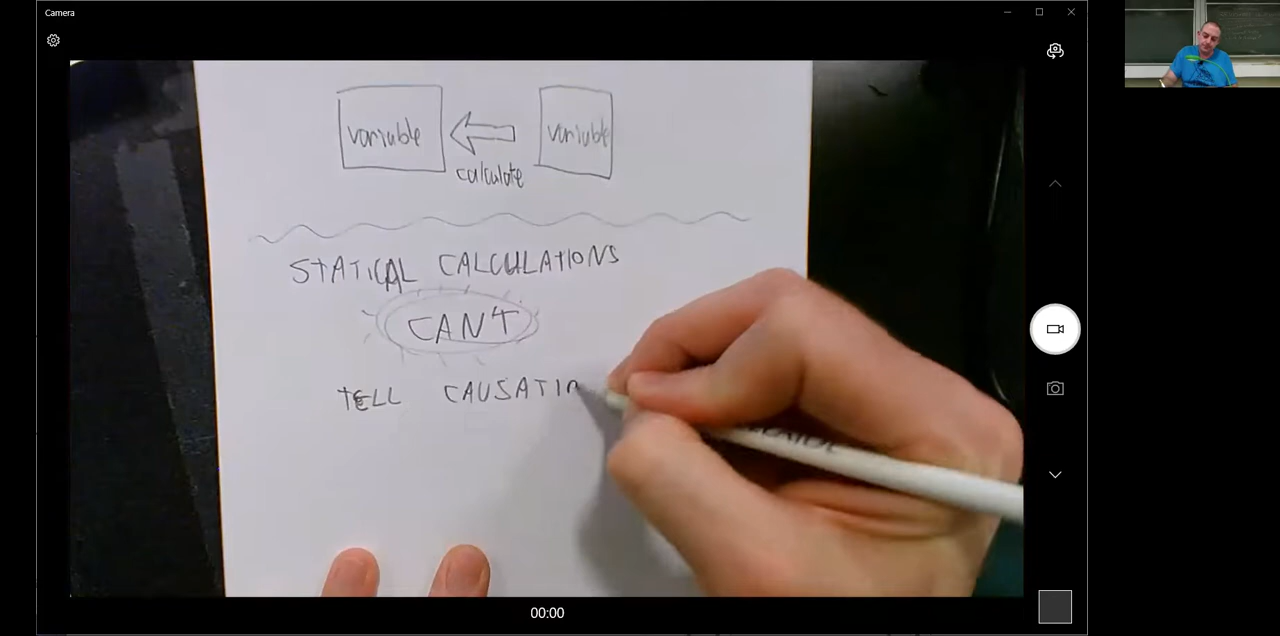 Camera
variable variable
calculate
STATICAL CALCULATIONS
CAN'T
TELL CAUSATIO
00:00